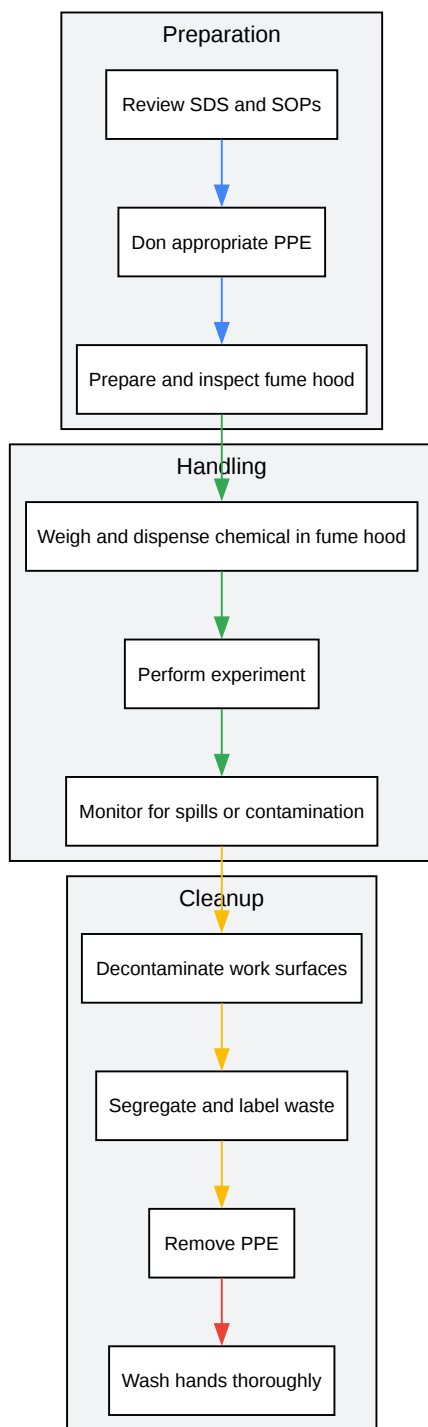 Preparation
Review SDS and SOPs
Don appropriate PPE
Prepare and inspect fume hood
Handling
Weigh and dispense chemical in fume hood
Perform experiment
Monitor for spills or contamination
Cleanup
Decontaminate work surfaces
Segregate and label waste
Remove PPE
Wash hands thoroughly